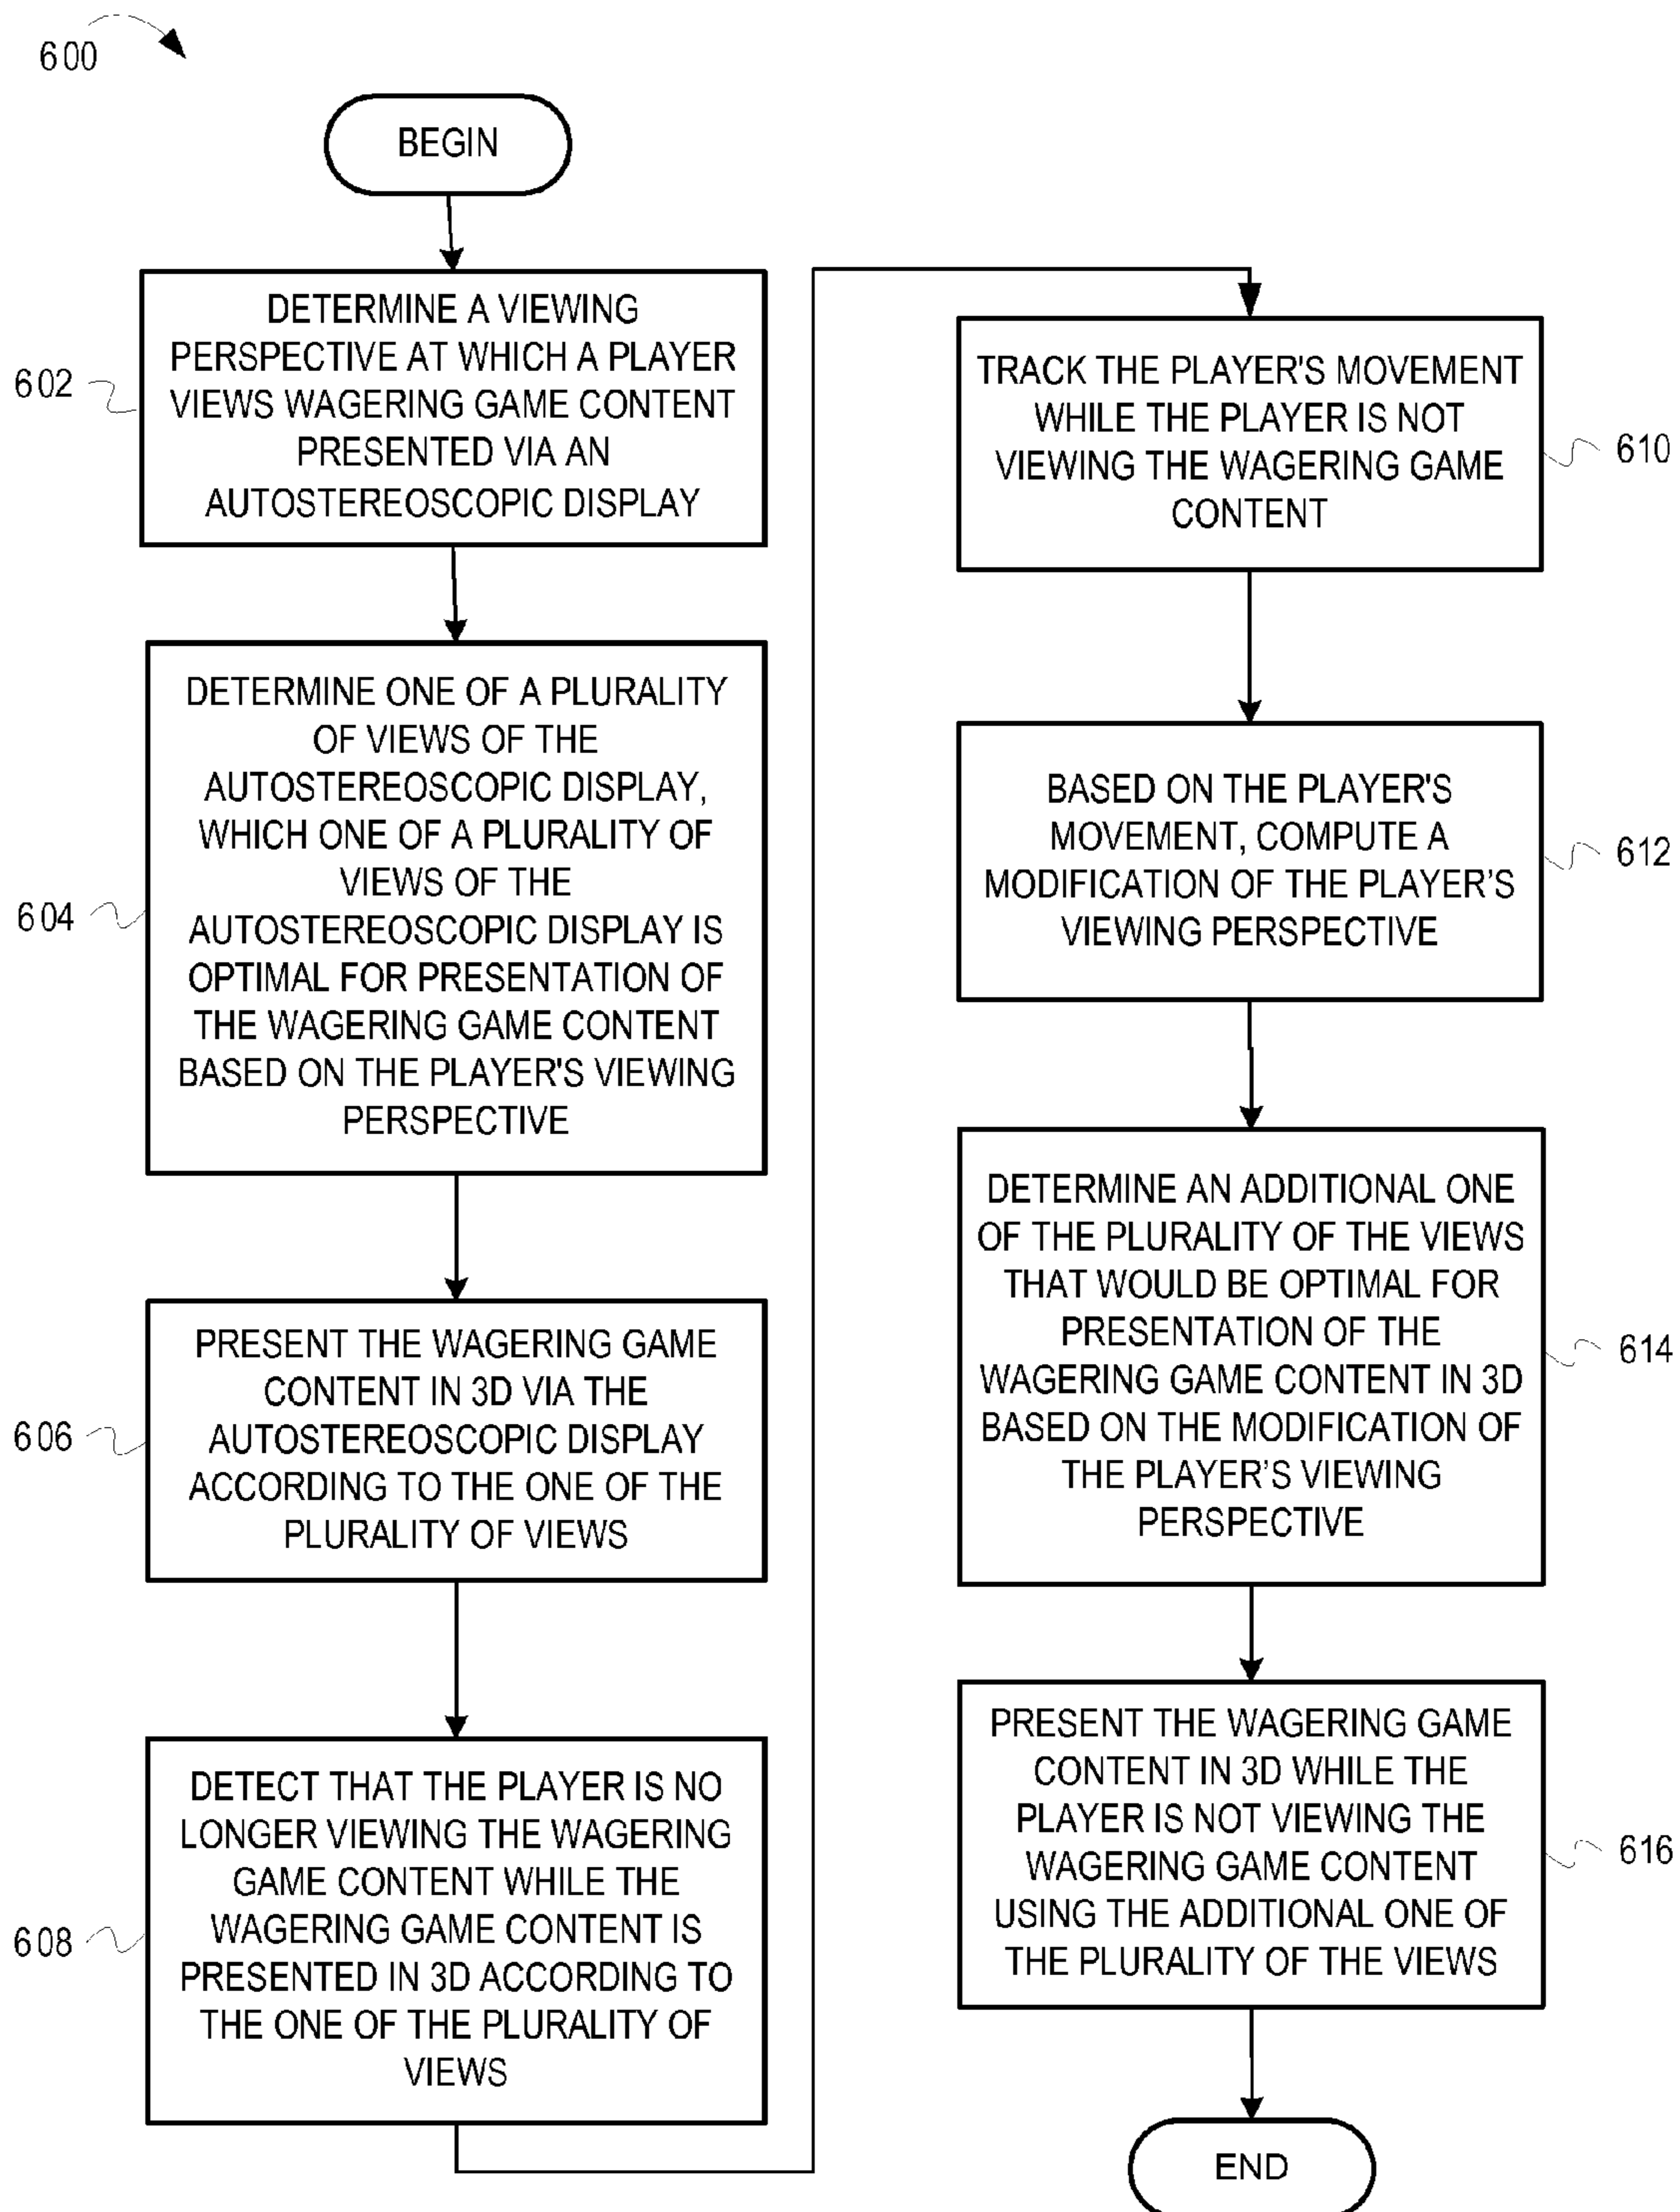 600
BEGIN
602
DETERMINE A VIEWING
PERSPECTIVE AT WHICH A PLAYER
VIEWS WAGERING GAME CONTENT
PRESENTED VIA AN
AUTOSTEREOSCOPIC DISPLAY
604
DETERMINE ONE OF A PLURALITY
OF VIEWS OF THE
AUTOSTEREOSCOPIC DISPLAY,
WHICH ONE OF A PLURALITY OF
VIEWS OF THE
AUTOSTEREOSCOPIC DISPLAY IS
OPTIMAL FOR PRESENTATION OF
THE WAGERING GAME CONTENT
BASED ON THE PLAYER'S VIEWING
PERSPECTIVE
606
PRESENT THE WAGERING GAME
CONTENT IN 3D VIA THE
AUTOSTEREOSCOPIC DISPLAY
ACCORDING TO THE ONE OF THE
PLURALITY OF VIEWS
608
DETECT THAT THE PLAYER IS NO
LONGER VIEWING THE WAGERING
GAME CONTENT WHILE THE
WAGERING GAME CONTENT IS
PRESENTED IN 3D ACCORDING TO
THE ONE OF THE PLURALITY OF
VIEWS
TRACK THE PLAYER'S MOVEMENT
WHILE THE PLAYER IS NOT
VIEWING THE WAGERING GAME
CONTENT
610
BASED ON THE PLAYER'S
MOVEMENT, COMPUTE A
MODIFICATION OF THE PLAYER’S
VIEWING PERSPECTIVE
612
DETERMINE AN ADDITIONAL ONE
OF THE PLURALITY OF THE VIEWS
THAT WOULD BE OPTIMAL FOR
PRESENTATION OF THE
WAGERING GAME CONTENT IN 3D
BASED ON THE MODIFICATION OF
THE PLAYER’S VIEWING
PERSPECTIVE
614
PRESENT THE WAGERING GAME
CONTENT IN 3D WHILE THE
PLAYER IS NOT VIEWING THE
WAGERING GAME CONTENT
USING THE ADDITIONAL ONE OF
THE PLURALITY OF THE VIEWS
616
END